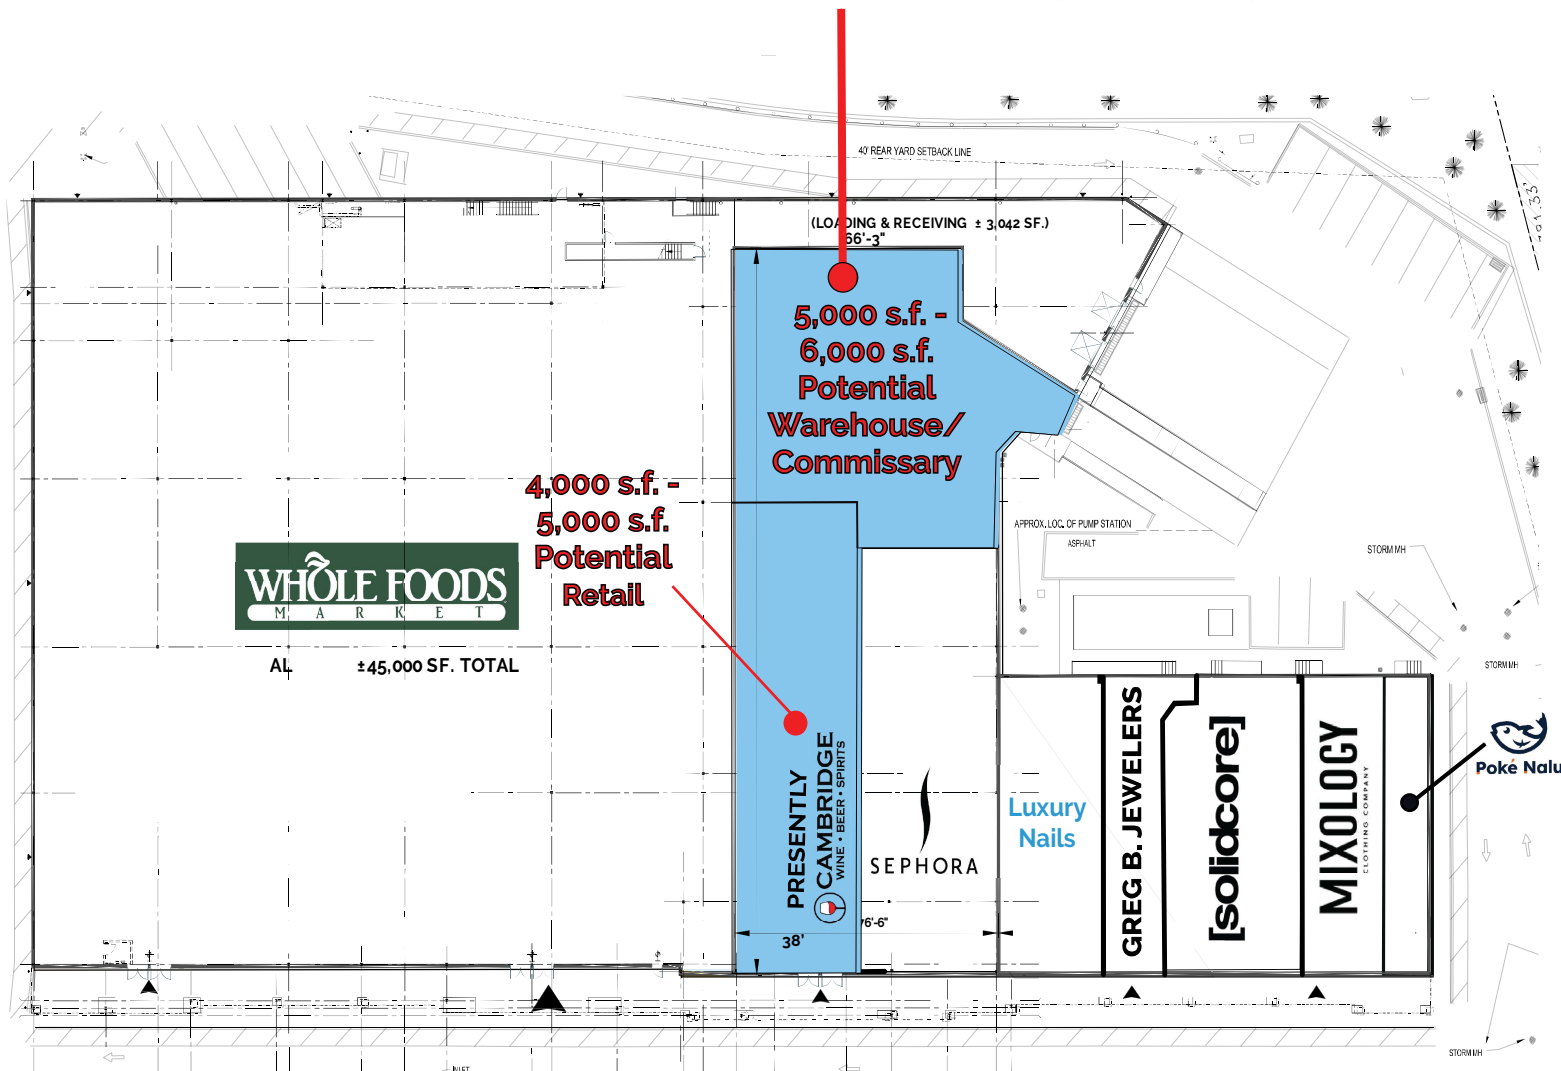 40' REAR YARD SETBACK LINE
(LOADING & RECEIVING ± 3,042 SF.)
66'-3"
5,000 s.f. -
6,000 s.f.
Potential
Warehouse/
Commissary
4,000 s.f. -
5,000 s.f.
Potential
Retail
APPROX. LOC. OF PUMP STATION
ASPHALT
STORM MH
WHOLE FOODS
MARKET
AL ±45,000 SF. TOTAL
STORM MH
PRESENTLY
CAMBRIDGE
WINE • BEER • SPIRITS
SEPHORA
Luxury
Nails
GREG B. JEWELERS
[solidcore]
MIXOLOGY
CLOTHING COMPANY
Poké Nalu
76'-6"
38'
STORM MH
INLET